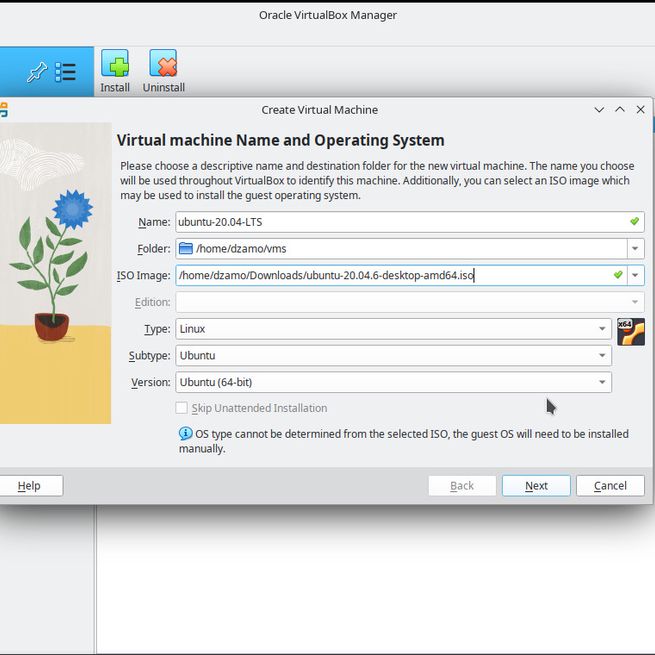 Oracle VirtualBox Manager
Install
Uninstall
Create Virtual Machine
Virtual machine Name and Operating System
Please choose a descriptive name and destination folder for the new virtual machine. The name you choose
will be used throughout VirtualBox to identify this machine. Additionally, you can select an ISO image which
may be used to install the guest operating system.
Name: ubuntu-20.04-LTS
Folder: /home/dzamo/vms
ISO Image: /home/dzamo/Downloads/ubuntu-20.04.6-desktop-amd64.iso
Edition:
Type: Linux
x64
Subtype: Ubuntu
Version: Ubuntu (64-bit)
Skip Unattended Installation
OS type cannot be determined from the selected ISO, the guest OS will need to be installed
manually.
Help
Back
Next
Cancel